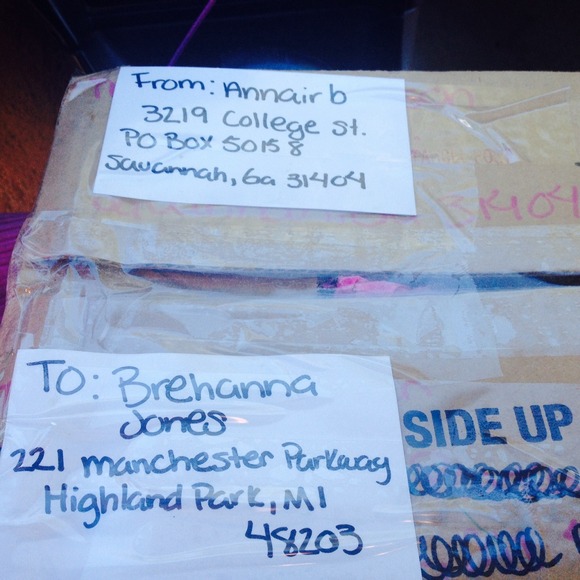 From: Annairb
3219 College St.
PO Box 50158
Savannah, Ga 31404
31404
To: Brehanna
Jones
221 manchester Parkway
Highland Park, MI
48203
SIDE UP